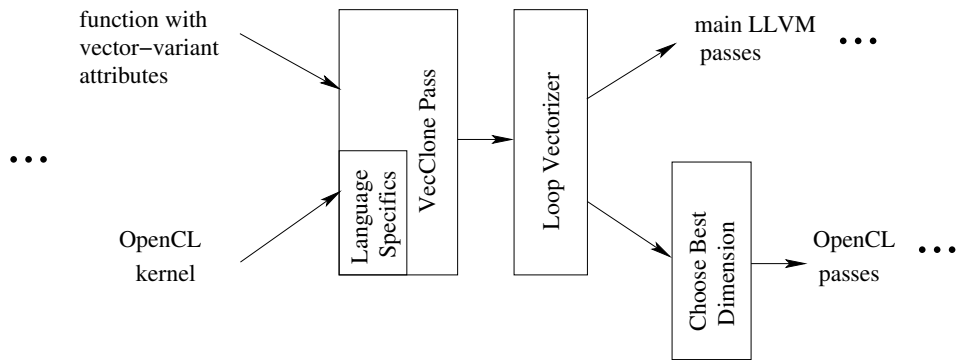 function with
vector−variant
attributes
OpenCL
kernel
VecClone Pass
Language
Specifics
Loop Vectorizer
main LLVM
passes
...
Choose Best
Dimension
OpenCL
passes
...
...